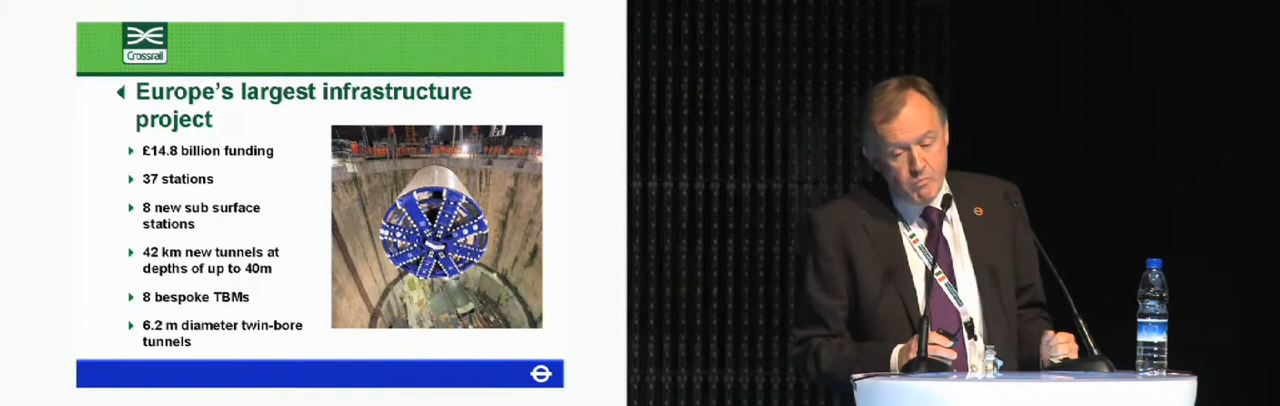 Crossrail
Europe's largest infrastructure
project
£14.8 billion funding
37 stations
8 new sub surface
stations
42 km new tunnels at
depths of up to 40m
8 bespoke TBMs
6.2 m diameter twin-bore
tunnels